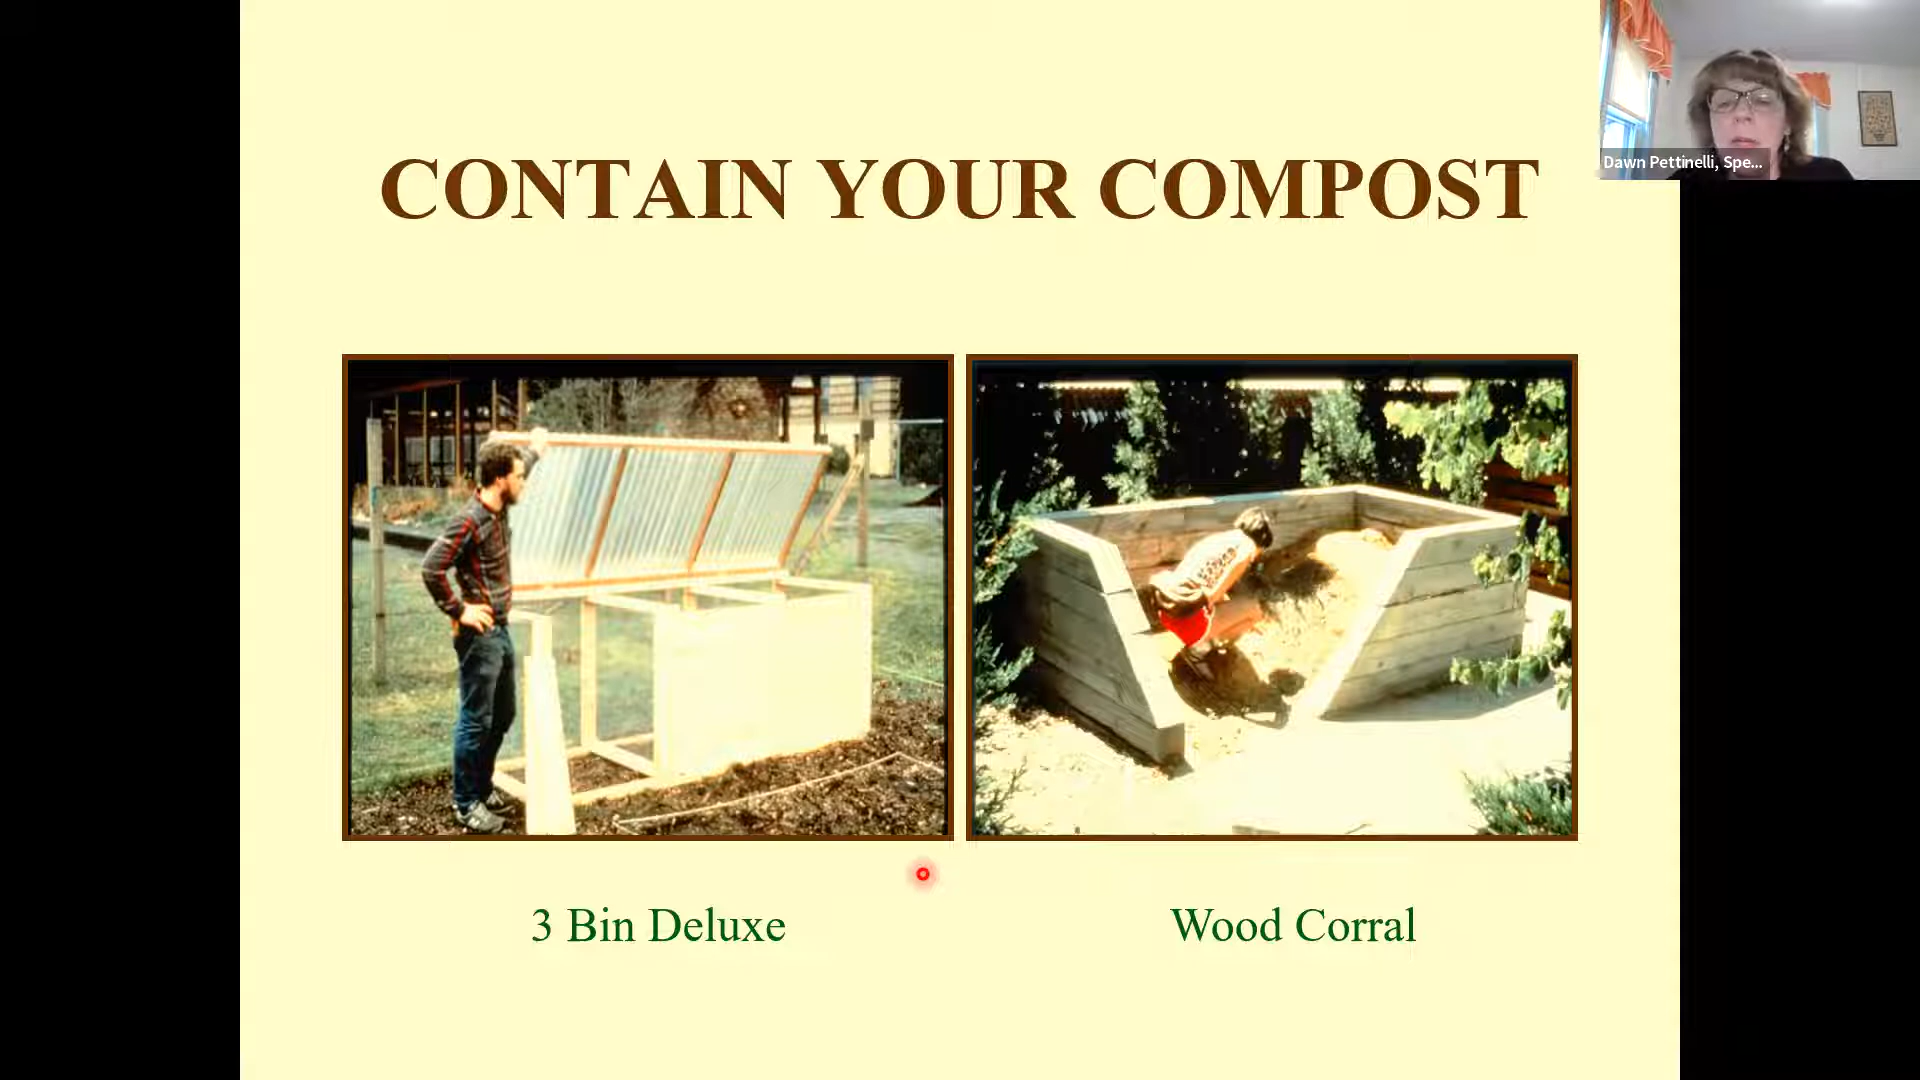 CONTAIN YOUR COMPOST
Dawn Pettinelli, Spe...
3 Bin Deluxe
Wood Corral